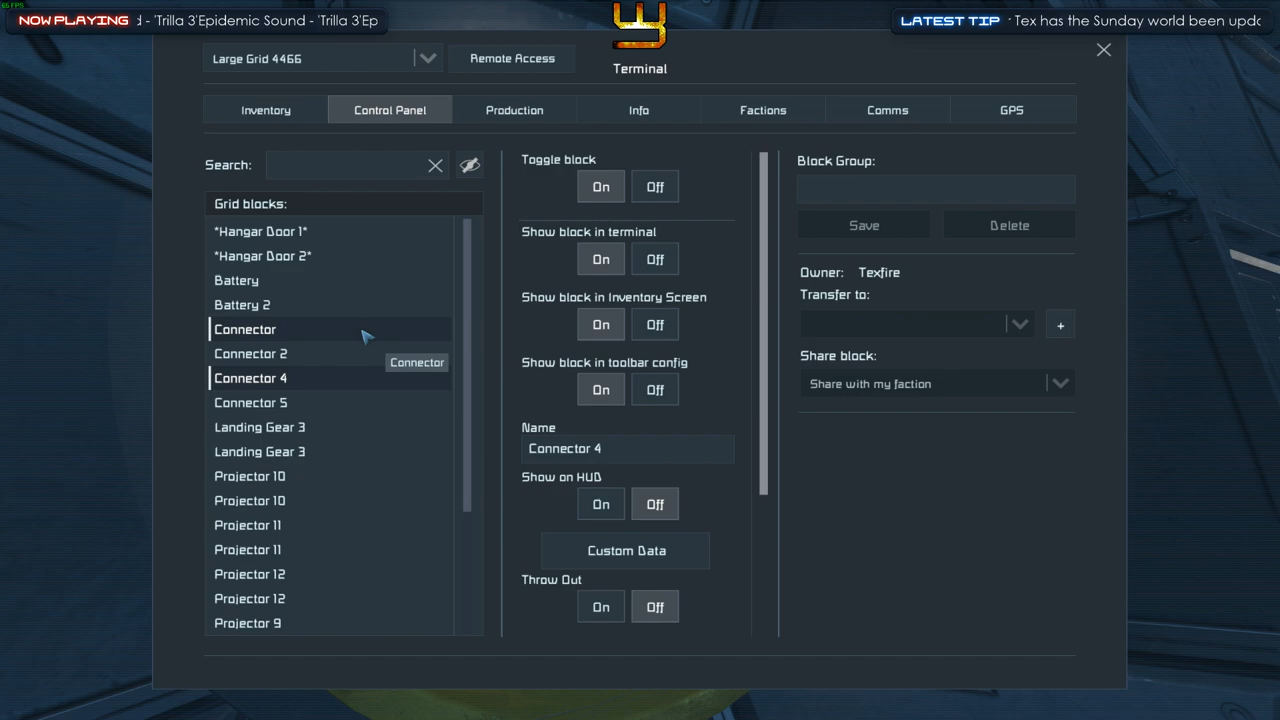 65 FPS
NOW PLAYING d - 'Trilla 3'Epidemic Sound - 'Trilla 3'Ep
LATEST TIP Tex has the Sunday world been upda
Large Grid 4466
Remote Access
Terminal
Inventory
Control Panel
Production
Info
Factions
Comms
GPS
Search:
Grid blocks:
*Hangar Door 1*
*Hangar Door 2*
Battery
Battery 2
Connector
Connector 2
Connector
Connector 4
Connector 5
Landing Gear 3
Landing Gear 3
Projector 10
Projector 10
Projector 11
Projector 11
Projector 12
Projector 12
Projector 9
Toggle block
On Off
Show block in terminal
On Off
Show block in Inventory Screen
On Off
Show block in toolbar config
On Off
Name
Connector 4
Show on HUD
On Off
Custom Data
Throw Out
On Off
Block Group:
Save Delete
Owner: Texfire
Transfer to:
+
Share block:
Share with my faction